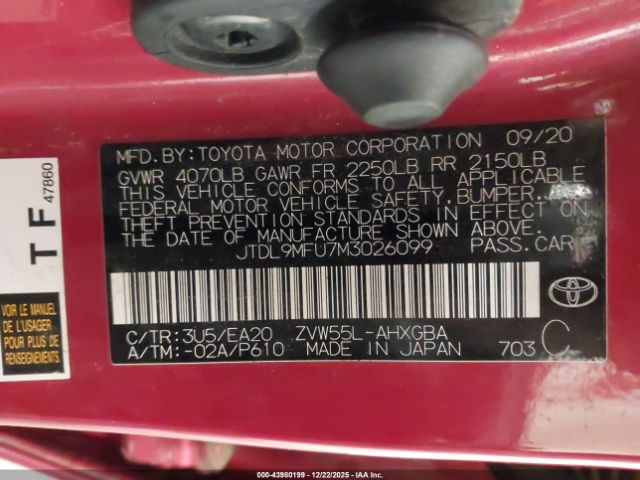 MFD.BY:TOYOTA MOTOR CORPORATION 09/20
GVWR 4070LB GAWR FR 2250LB RR 2150LB
THIS VEHICLE CONFORMS TO ALL APPLICABLE
FEDERAL MOTOR VEHICLE SAFETY,BUMPER, AND
THEFT PREVENTION STANDARDS IN EFFECT ON
THE DATE OF MANUFACTURE SHOWN ABOVE.
JTDL9MFU7M3026099 PASS.CAR
C/TR:3U5/EA20 ZVW55L-AHXGBA
A/TM:-02A/P610 MADE IN JAPAN 703 C
47860
T F
LE MANUEL
DE L'USAGER
POUR PLUS DE
RENSEIGNEMENTS
000-43980199 - 12/22/2025 - IAAI.CA